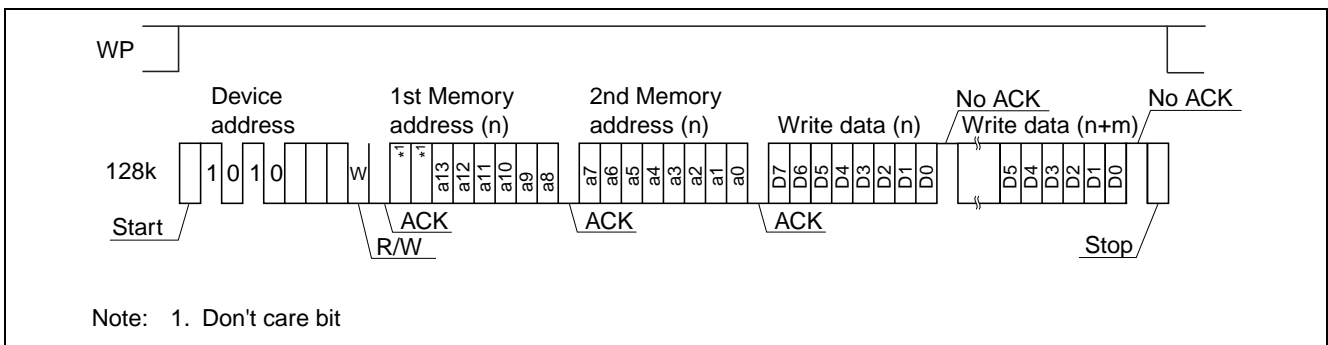 WP
Device address
1st Memory address (n)
2nd Memory address (n)
Write data (n)
No ACK
Write data (n+m)
No ACK
128k
1 0 1 0 W
*1 *1 a13 a12 a11 a10 a9 a8
a7 a6 a5 a4 a3 a2 a1 a0
D7 D6 D5 D4 D3 D2 D1 D0
D5 D4 D3 D2 D1 D0
Start
R/W
ACK
ACK
ACK
Stop
Note: 1. Don't care bit